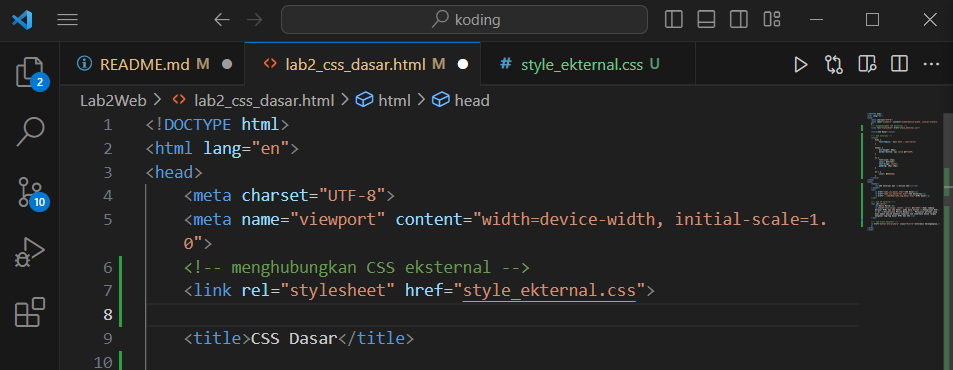 koding
README.md M
lab2_css_dasar.html M
# style_ekternal.css U
Lab2Web > <> lab2_css_dasar.html > html > head
1 <!DOCTYPE html>
2 <html lang="en">
3 <head>
4 <meta charset="UTF-8">
5 <meta name="viewport" content="width=device-width, initial-scale=1.
0">
6 <!-- menghubungkan CSS eksternal -->
7 <link rel="stylesheet" href="style_ekternal.css">
8
9 <title>CSS Dasar</title>
10
2
10